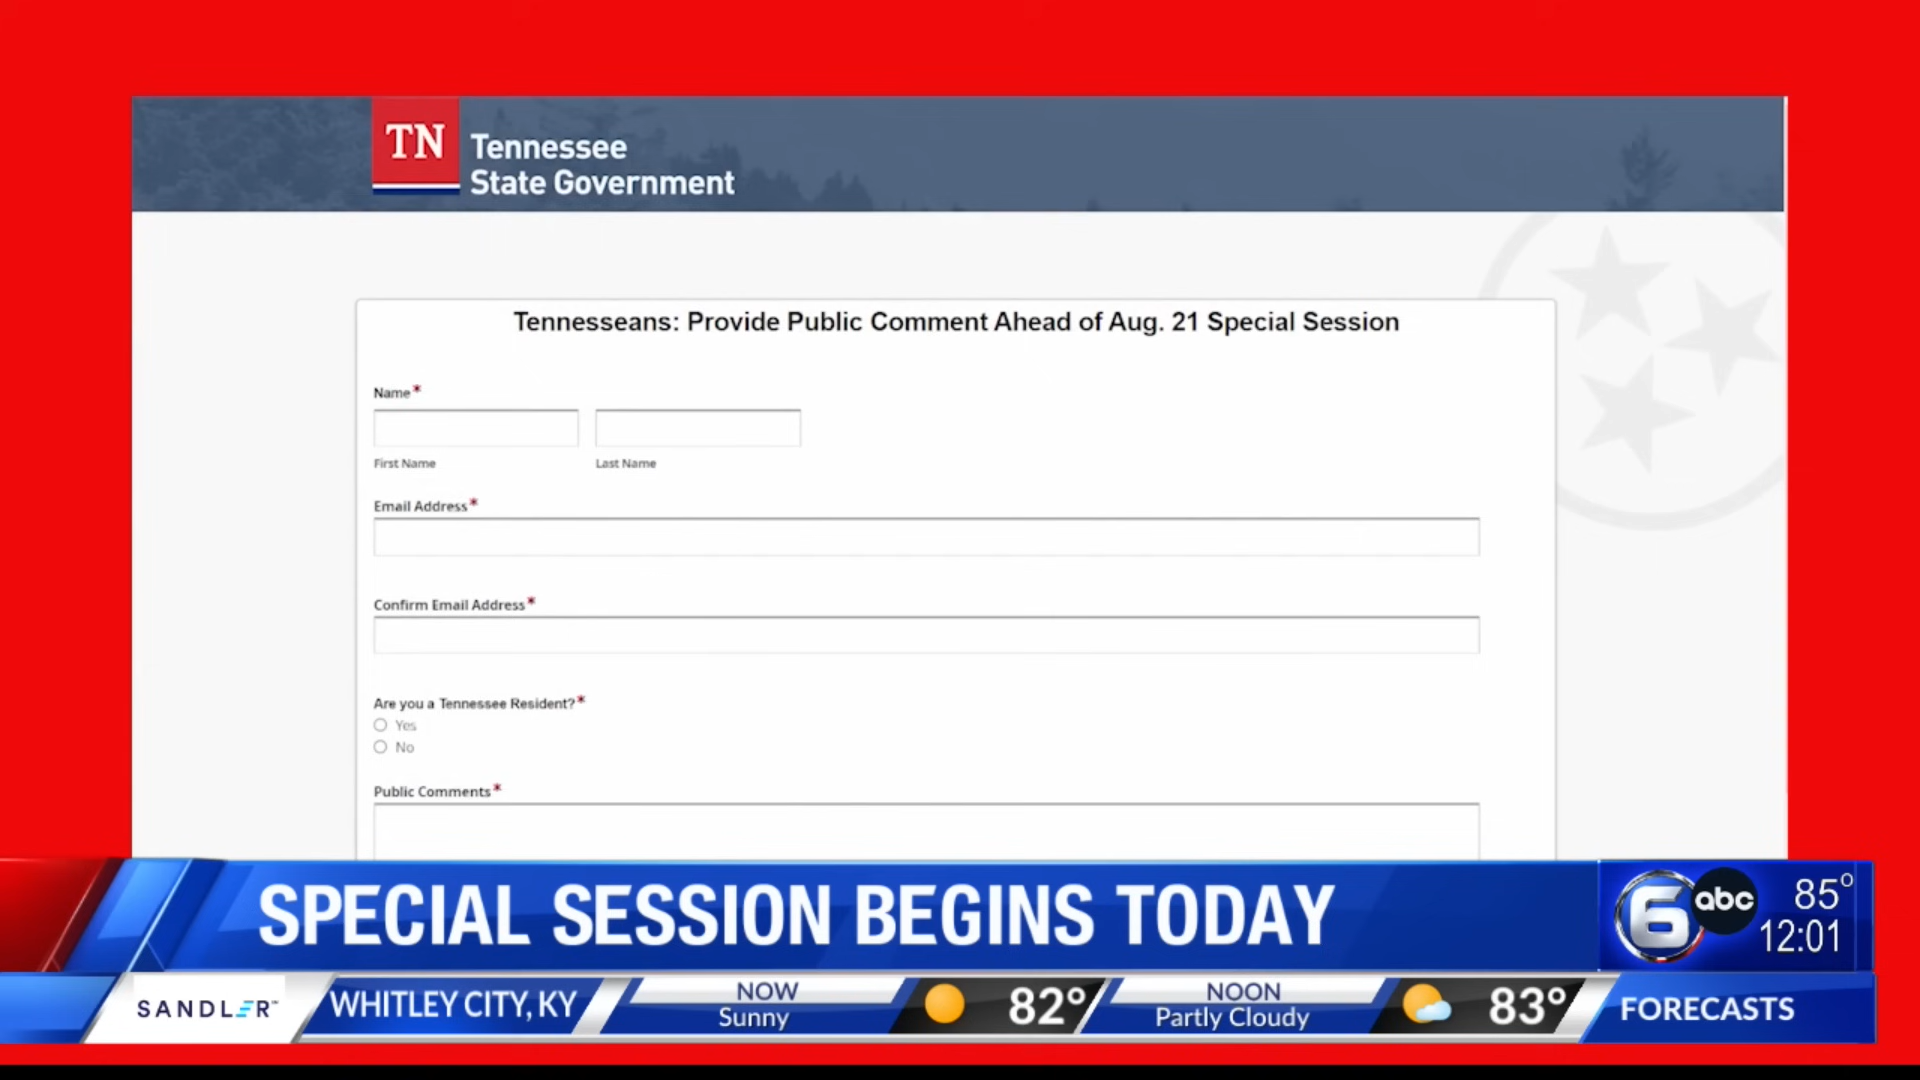 TN
Tennessee
State Government
Tennesseans: Provide Public Comment Ahead of Aug. 21 Special Session
Name*
First Name
Last Name
Email Address*
Confirm Email Address*
Are you a Tennessee Resident?*
Yes
No
Public Comments*
SPECIAL SESSION BEGINS TODAY
6 abc
85°
12:01
SANDLER™
WHITLEY CITY, KY
NOW
Sunny
82°
NOON
Partly Cloudy
83°
FORECASTS